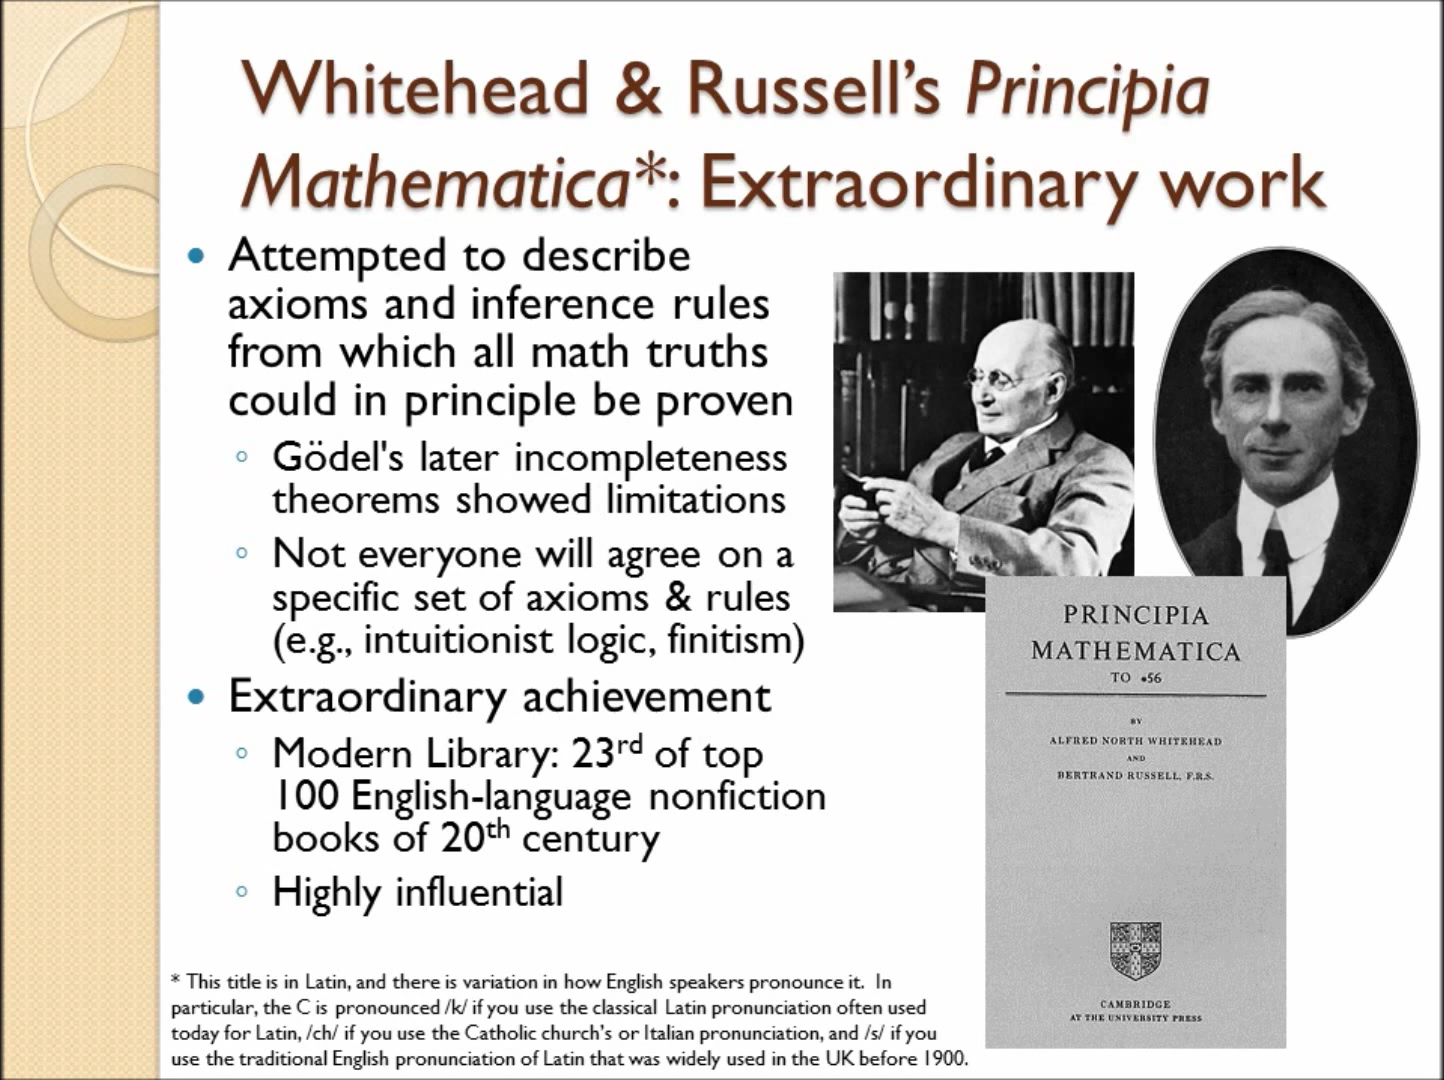 Whitehead & Russell’s Principia
Mathematica*: Extraordinary work
• Attempted to describe
axioms and inference rules
from which all math truths
could in principle be proven
◦ Gödel's later incompleteness
theorems showed limitations
◦ Not everyone will agree on a
specific set of axioms & rules
(e.g., intuitionist logic, finitism)
• Extraordinary achievement
◦ Modern Library: 23rd of top
100 English-language nonfiction
books of 20th century
◦ Highly influential
* This title is in Latin, and there is variation in how English speakers pronounce it. In
particular, the C is pronounced /k/ if you use the classical Latin pronunciation often used
today for Latin, /ch/ if you use the Catholic church’s or Italian pronunciation, and /s/ if you
use the traditional English pronunciation of Latin that was widely used in the UK before 1900.
PRINCIPIA
MATHEMATICA
TO *56
BY
ALFRED NORTH WHITEHEAD
AND
BERTRAND RUSSELL, F.R.S.
CAMBRIDGE
AT THE UNIVERSITY PRESS